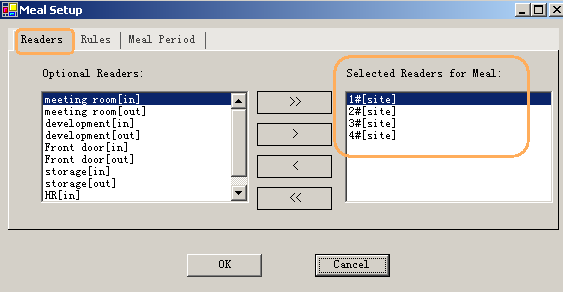 Meal Setup
Readers Rules Meal Period
Optional Readers:
meeting room[in]
meeting room[out]
development[in]
development[out]
Front door[in]
Front door[out]
storage[in]
storage[out]
HR[in]
>>
>
<
<<
Selected Readers for Meal:
1#[site]
2#[site]
3#[site]
4#[site]
OK Cancel